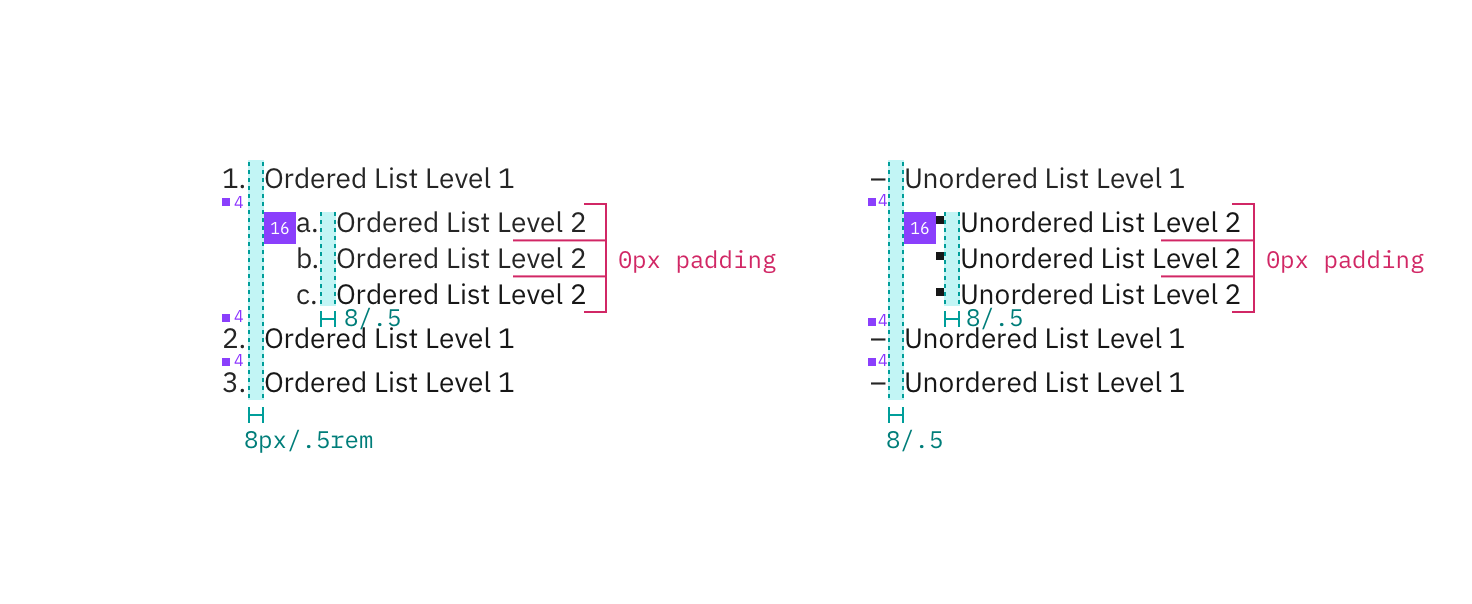 1. Ordered List Level 1
4
16 a. Ordered List Level 2
b. Ordered List Level 2
0px padding
c. Ordered List Level 2
4
8/.5
2. Ordered List Level 1
4
3. Ordered List Level 1
8px/.5rem
– Unordered List Level 1
4
16 ▪ Unordered List Level 2
▪ Unordered List Level 2
0px padding
▪ Unordered List Level 2
4
8/.5
– Unordered List Level 1
4
– Unordered List Level 1
8/.5